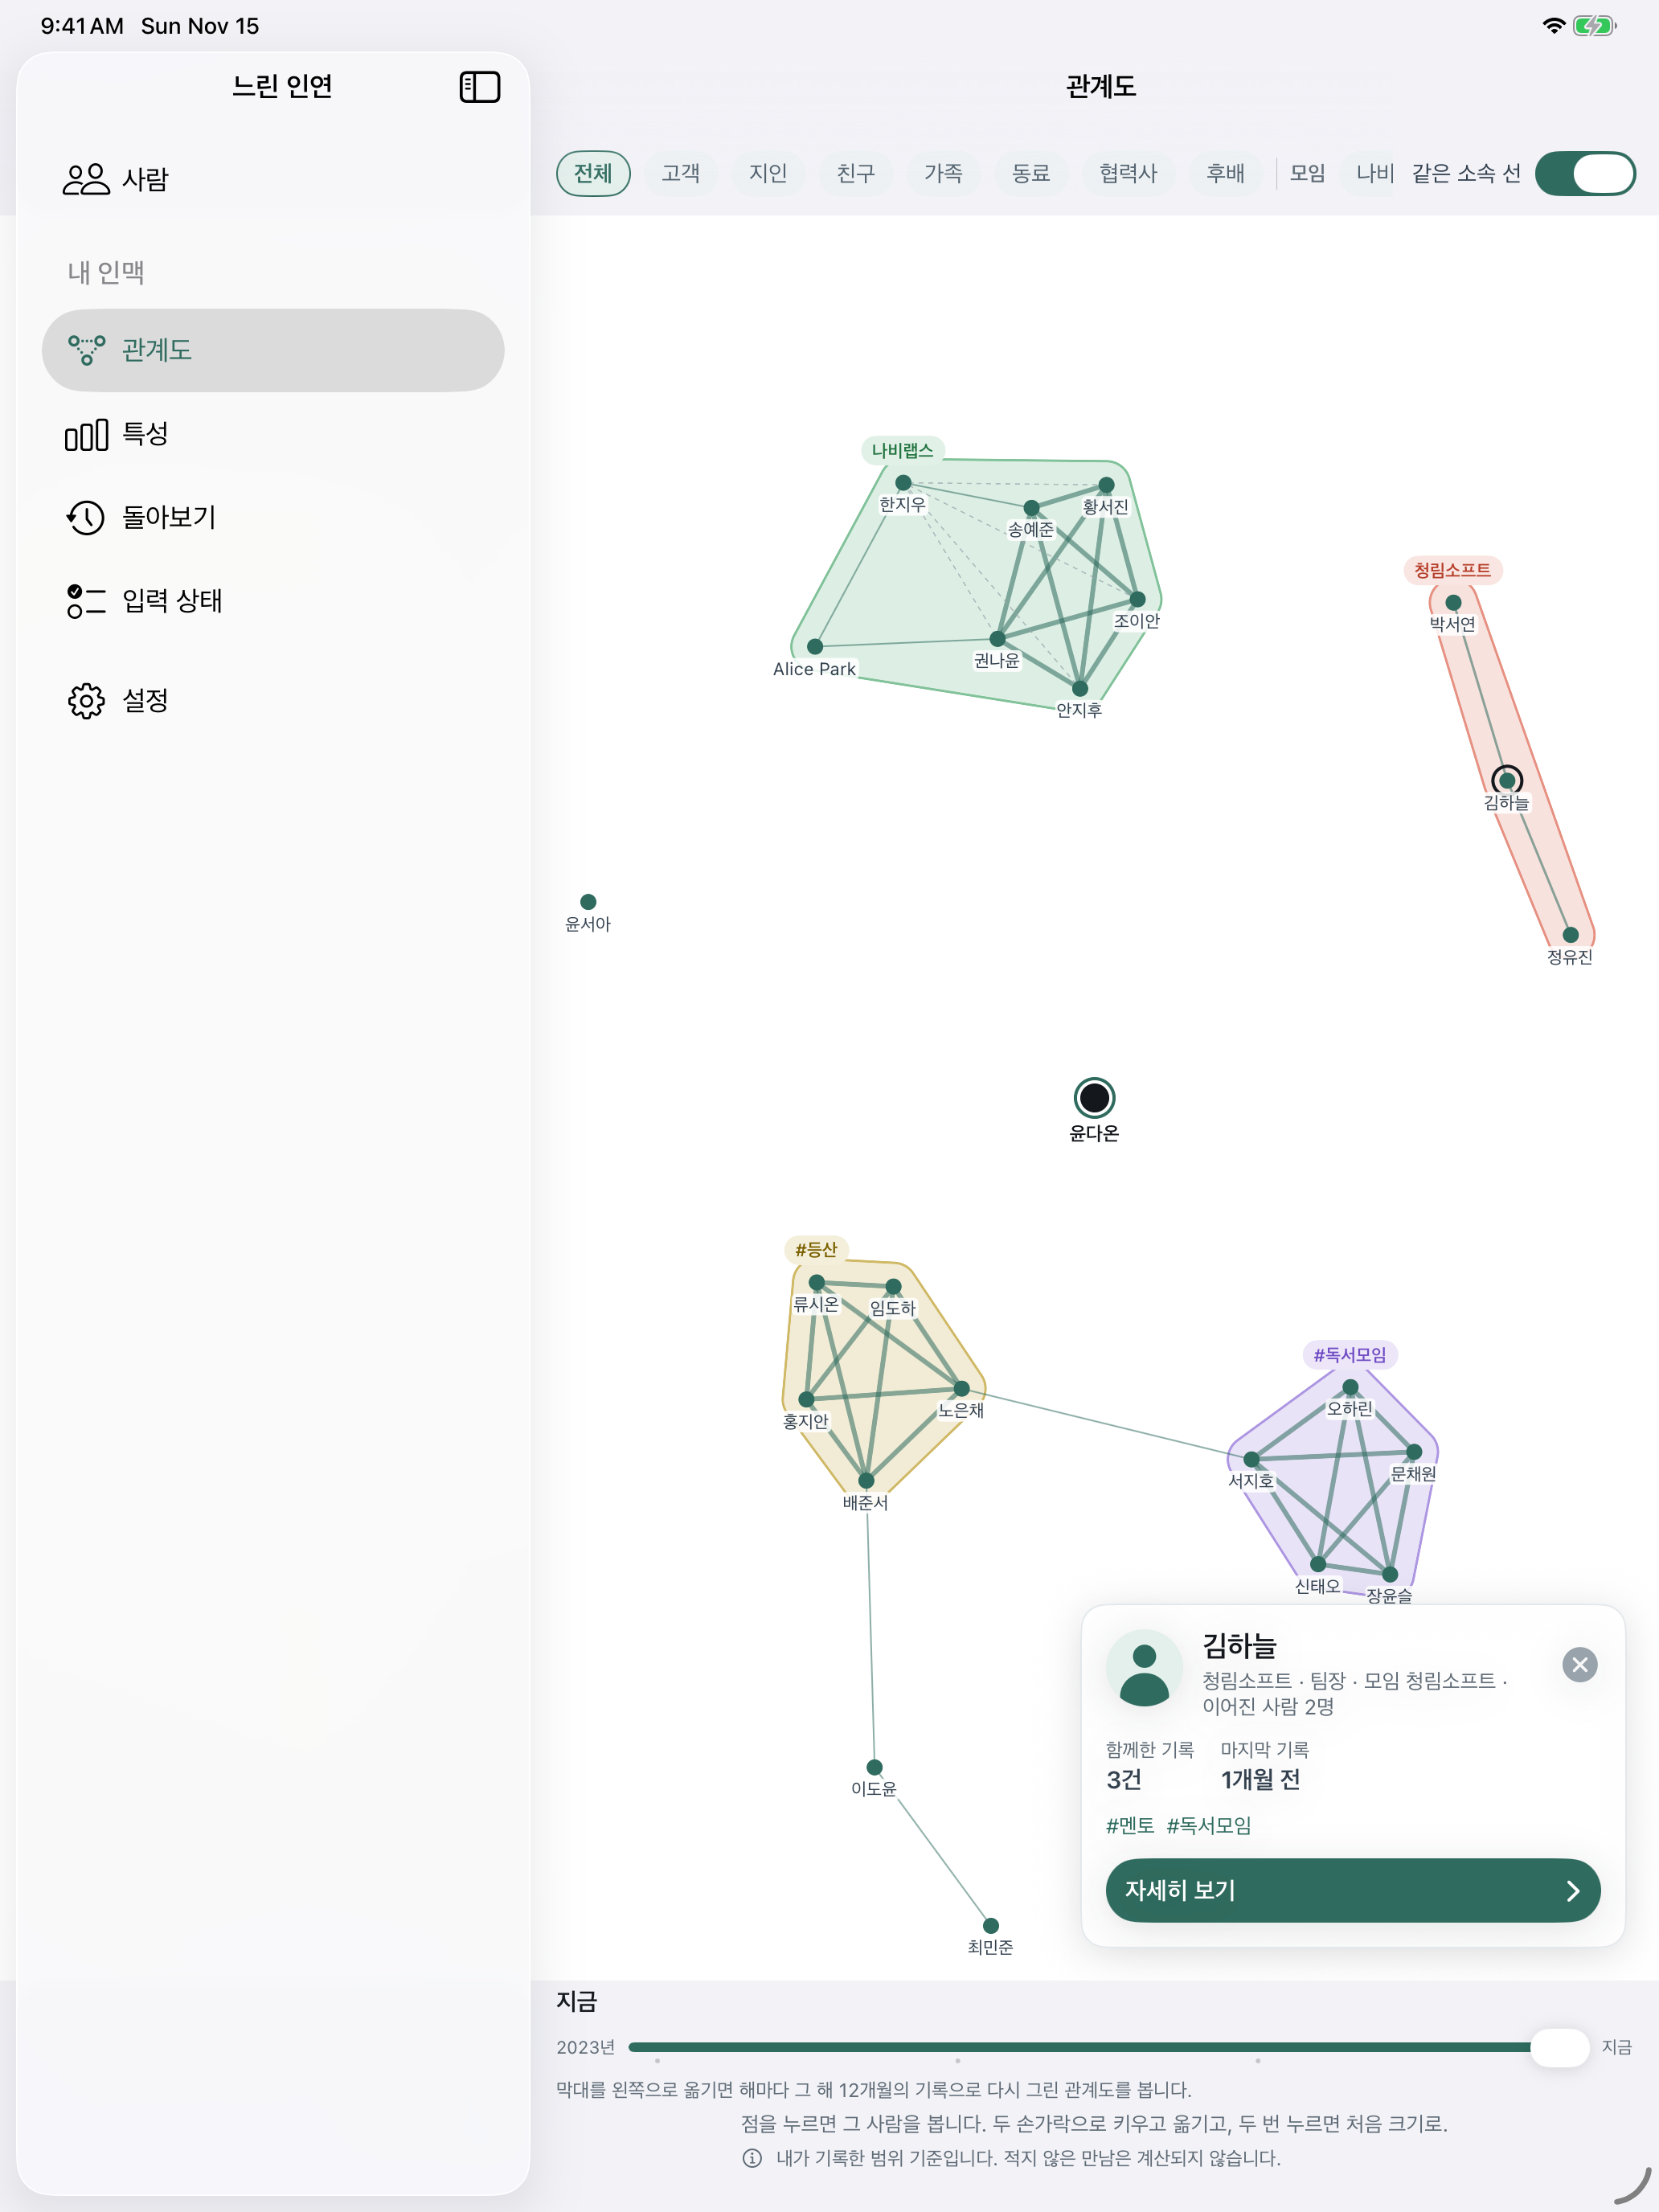 9:41 AM Sun Nov 15
느린 인연
사람
내 인맥
관계도
특성
돌아보기
입력 상태
설정
관계도
전체 고객 지인 친구 가족 동료 협력사 후배 모임 나비 같은 소속 선
나비랩스
한지우
황서진
송예준
조이안
권나윤
Alice Park
안지후
청림소프트
박서연
김하늘
정유진
윤서아
윤다온
#등산
류시온
임도하
홍지안
노은채
배준서
#독서모임
오하린
문채원
서지호
신태오
장윤슬
이도윤
최민준
김하늘
청림소프트 · 팀장 · 모임 청림소프트 ·
이어진 사람 2명
함께한 기록 마지막 기록
3건 1개월 전
#멘토 #독서모임
자세히 보기
지금
2023년 지금
막대를 왼쪽으로 옮기면 해마다 그 해 12개월의 기록으로 다시 그린 관계도를 봅니다.
점을 누르면 그 사람을 봅니다. 두 손가락으로 키우고 옮기고, 두 번 누르면 처음 크기로.
내가 기록한 범위 기준입니다. 적지 않은 만남은 계산되지 않습니다.